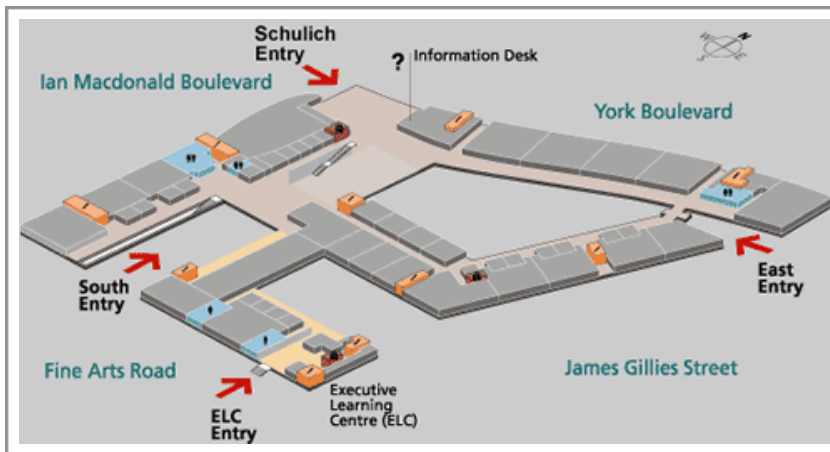 Schulich
Entry
? Information Desk
N
W
E
S
Ian Macdonald Boulevard
York Boulevard
South
Entry
East
Entry
Fine Arts Road
James Gillies Street
ELC
Entry
Executive
Learning
Centre (ELC)